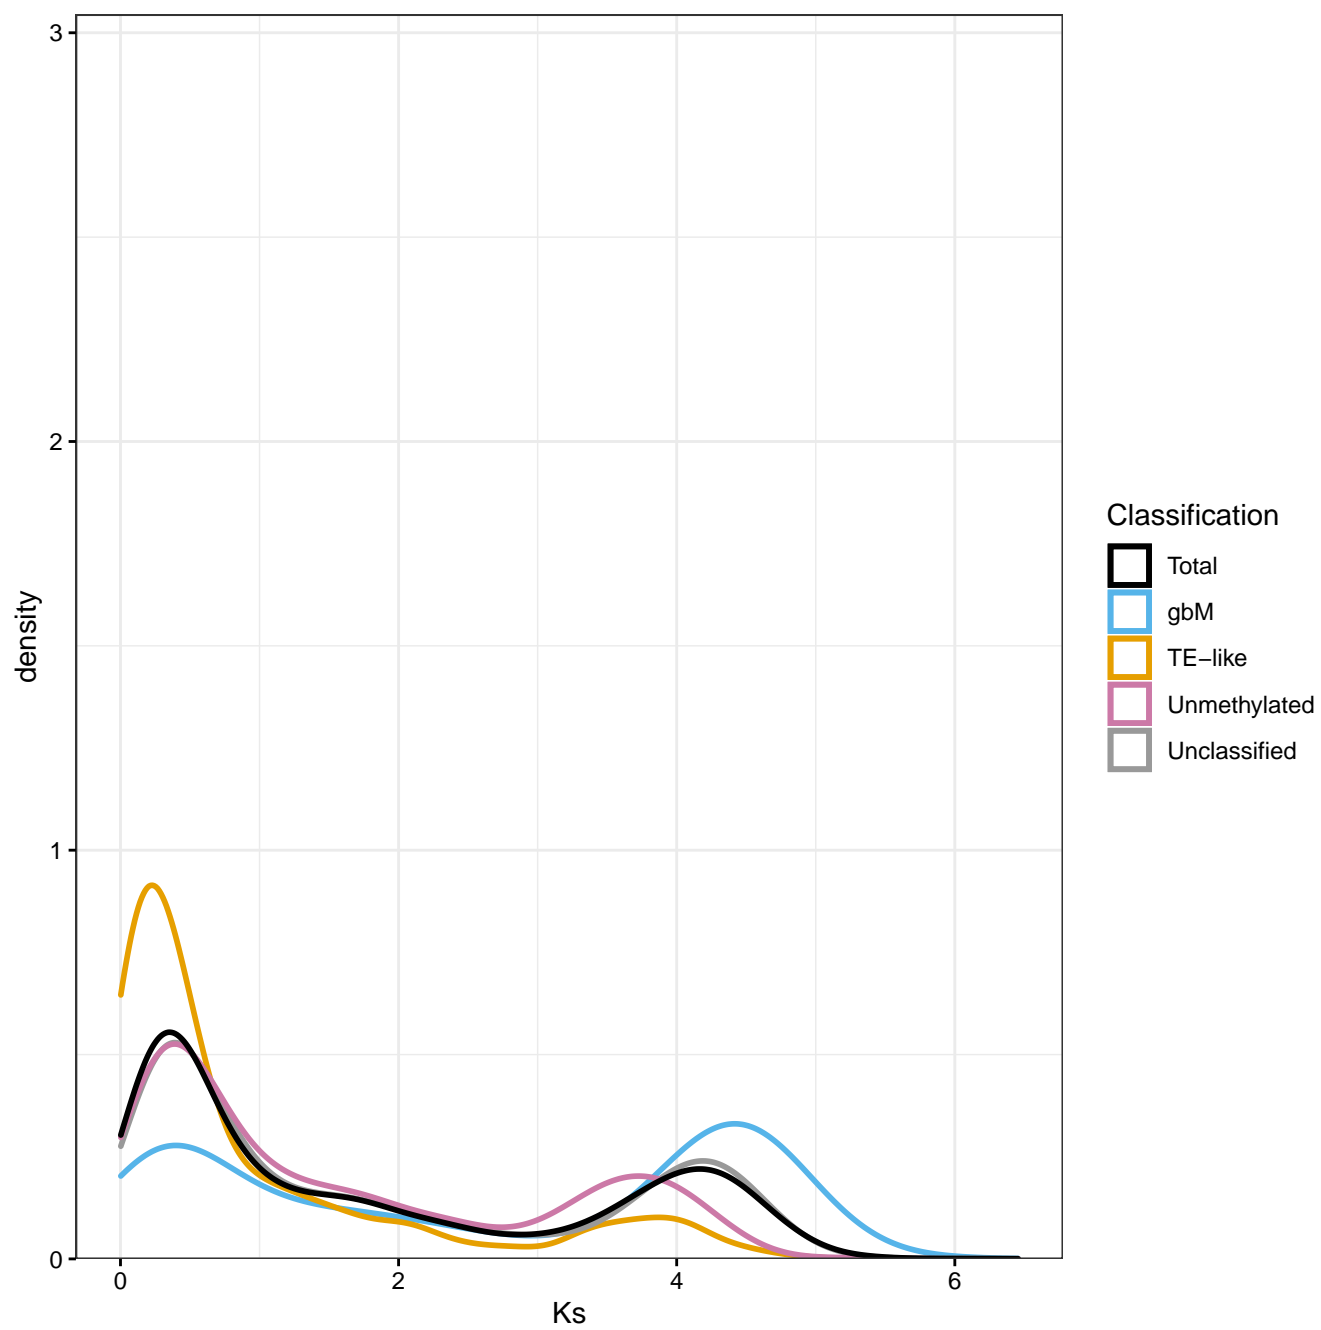 3
2
1
0
density
0
2
4
6
Ks
Classification
Total
gbM
TE−like
Unmethylated
Unclassified